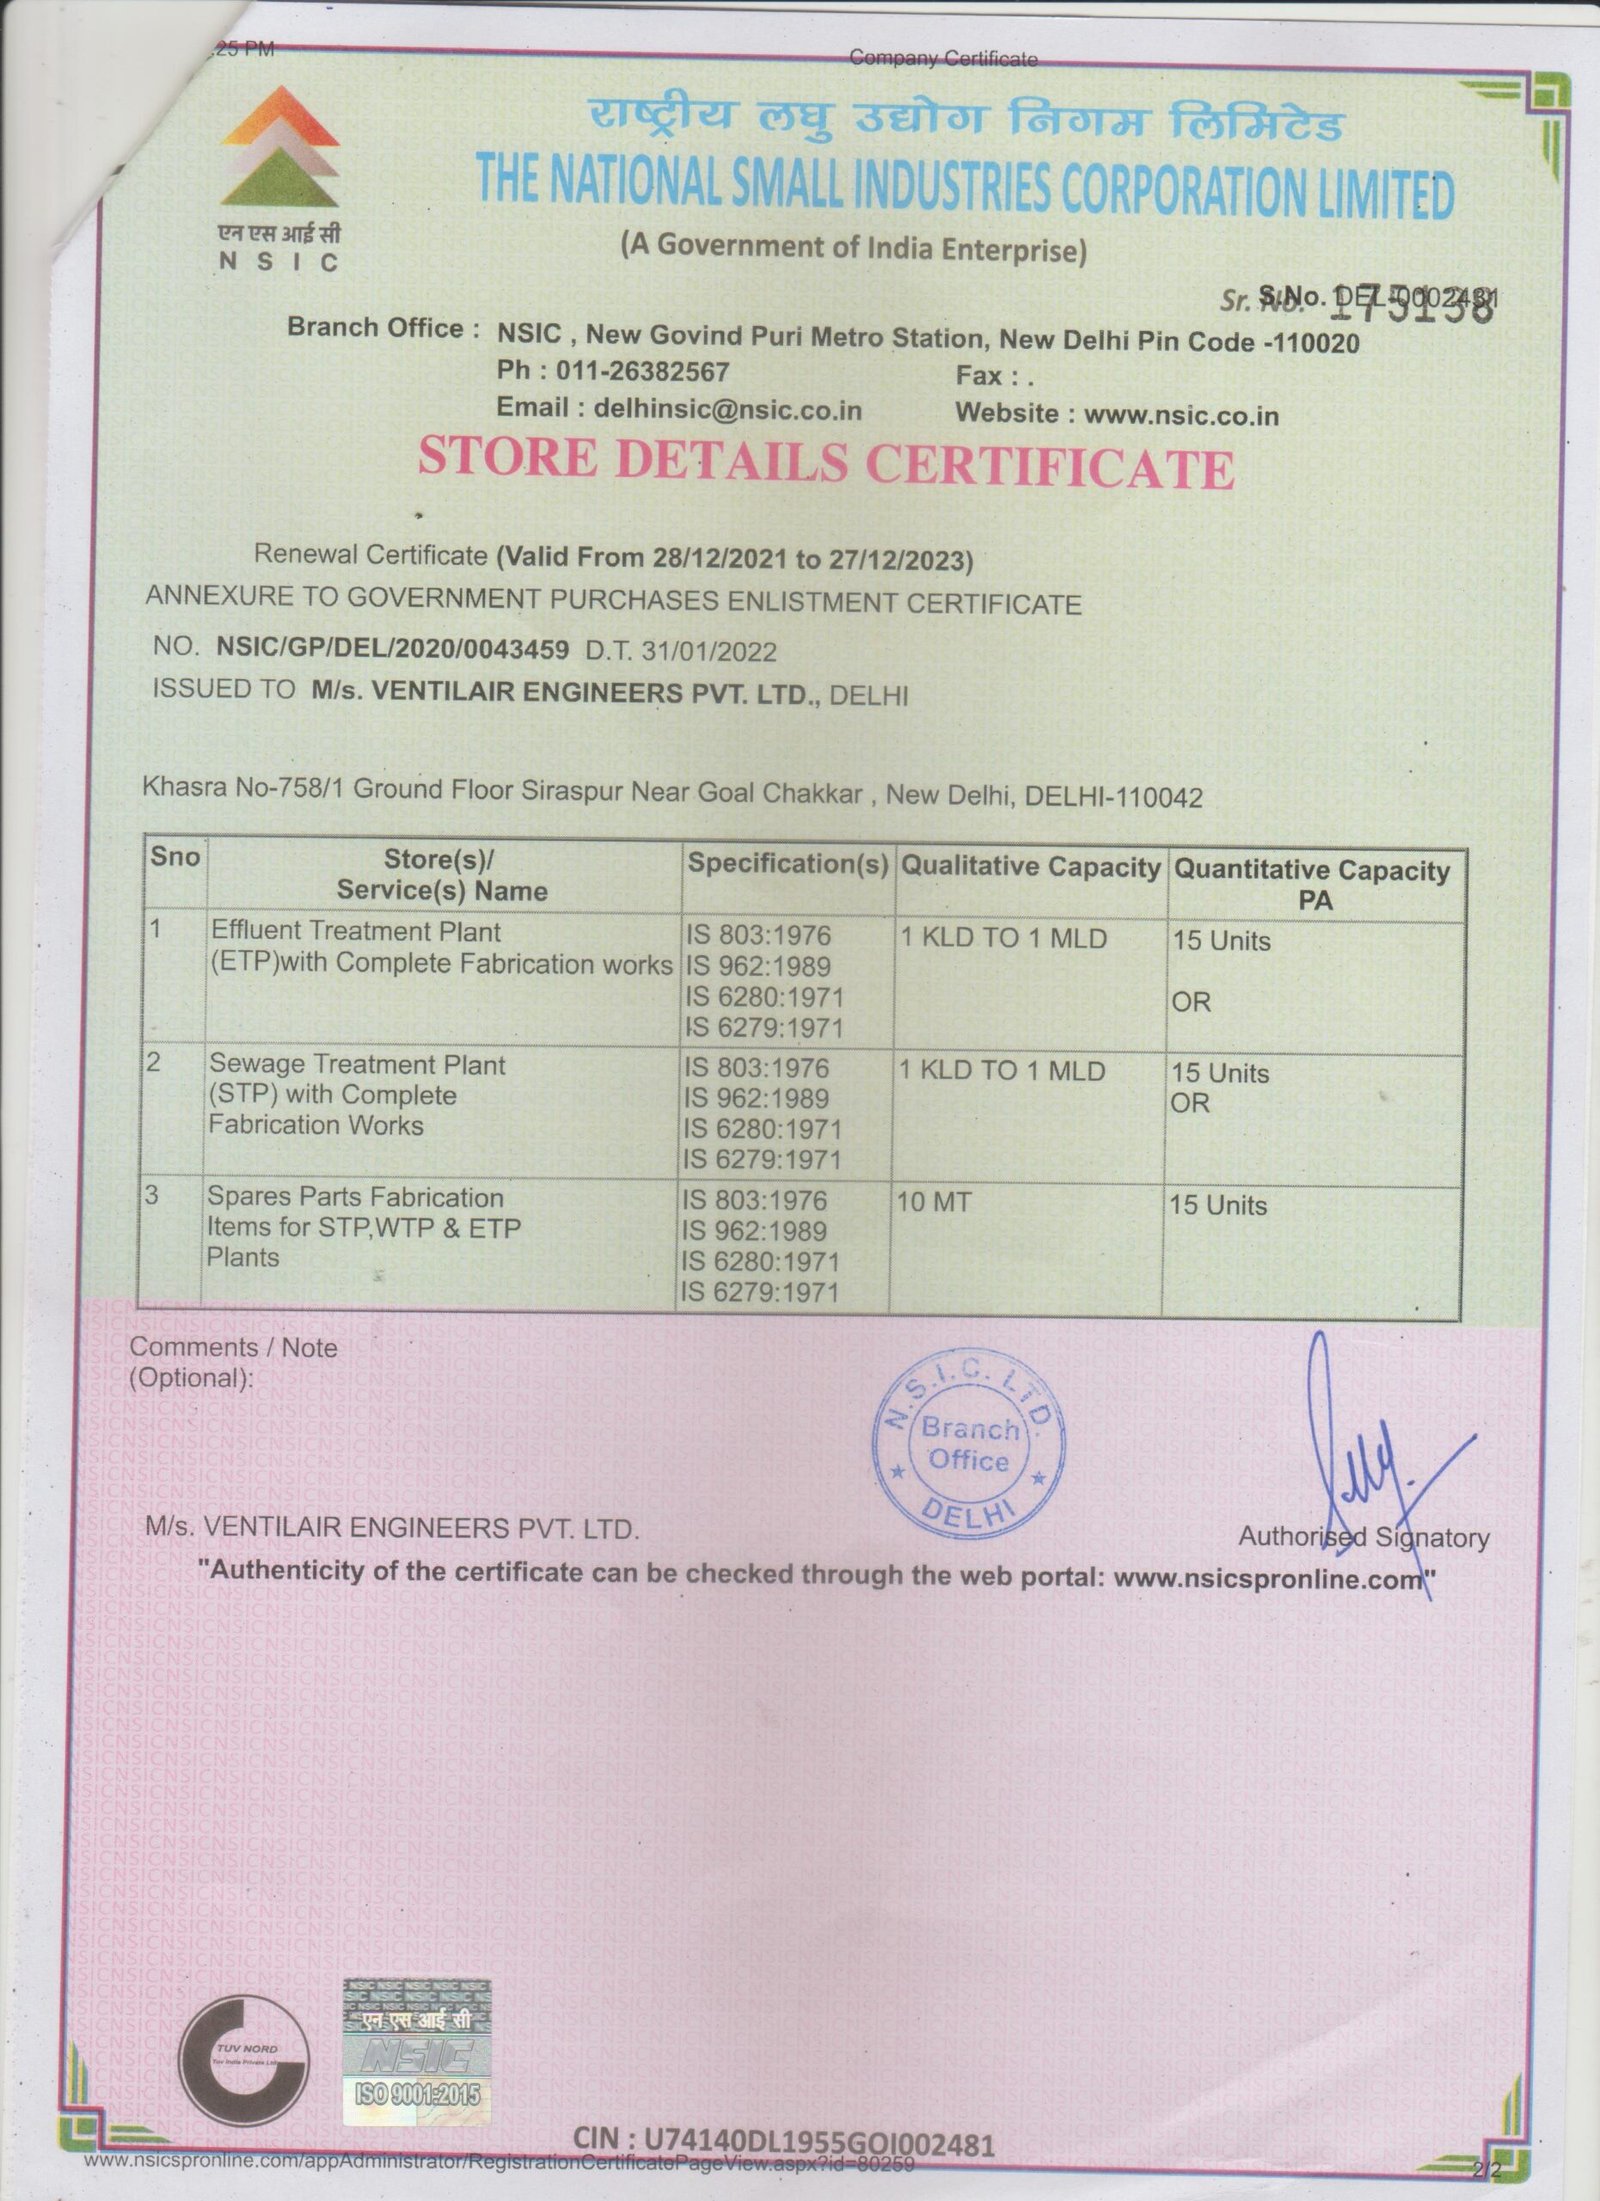 :25 PM
Company Certificate
राष्ट्रीय लघु उद्योग निगम लिमिटेड
THE NATIONAL SMALL INDUSTRIES CORPORATION LIMITED
(A Government of India Enterprise)
एन एस आई सी
N S I C
Sr. No. 175138
S.No. DEL-0002431
Branch Office : NSIC , New Govind Puri Metro Station, New Delhi Pin Code -110020
Ph : 011-26382567 Fax : .
Email : delhinsic@nsic.co.in Website : www.nsic.co.in
STORE DETAILS CERTIFICATE
Renewal Certificate (Valid From 28/12/2021 to 27/12/2023)
ANNEXURE TO GOVERNMENT PURCHASES ENLISTMENT CERTIFICATE
NO. NSIC/GP/DEL/2020/0043459 D.T. 31/01/2022
ISSUED TO M/s. VENTILAIR ENGINEERS PVT. LTD., DELHI
Khasra No-758/1 Ground Floor Siraspur Near Goal Chakkar , New Delhi, DELHI-110042
Sno Store(s)/ Specification(s) Qualitative Capacity Quantitative Capacity
Service(s) Name PA
1 Effluent Treatment Plant IS 803:1976 1 KLD TO 1 MLD 15 Units
(ETP)with Complete Fabrication works IS 962:1989
IS 6280:1971 OR
IS 6279:1971
2 Sewage Treatment Plant IS 803:1976 1 KLD TO 1 MLD 15 Units
(STP) with Complete IS 962:1989 OR
Fabrication Works IS 6280:1971
IS 6279:1971
3 Spares Parts Fabrication IS 803:1976 10 MT 15 Units
Items for STP,WTP & ETP IS 962:1989
Plants IS 6280:1971
IS 6279:1971
Comments / Note
(Optional):
N.S.I.C. LTD.
Branch
Office
DELHI
M/s. VENTILAIR ENGINEERS PVT. LTD.
Authorised Signatory
"Authenticity of the certificate can be checked through the web portal: www.nsicspronline.com"
TUV NORD
Tuv India Private Ltd
एन एस आई सी
NSIC
ISO 9001:2015
CIN : U74140DL1955GOI002481
www.nsicspronline.com/appAdministrator/RegistrationCertificatePageView.aspx?id=80259
2/2